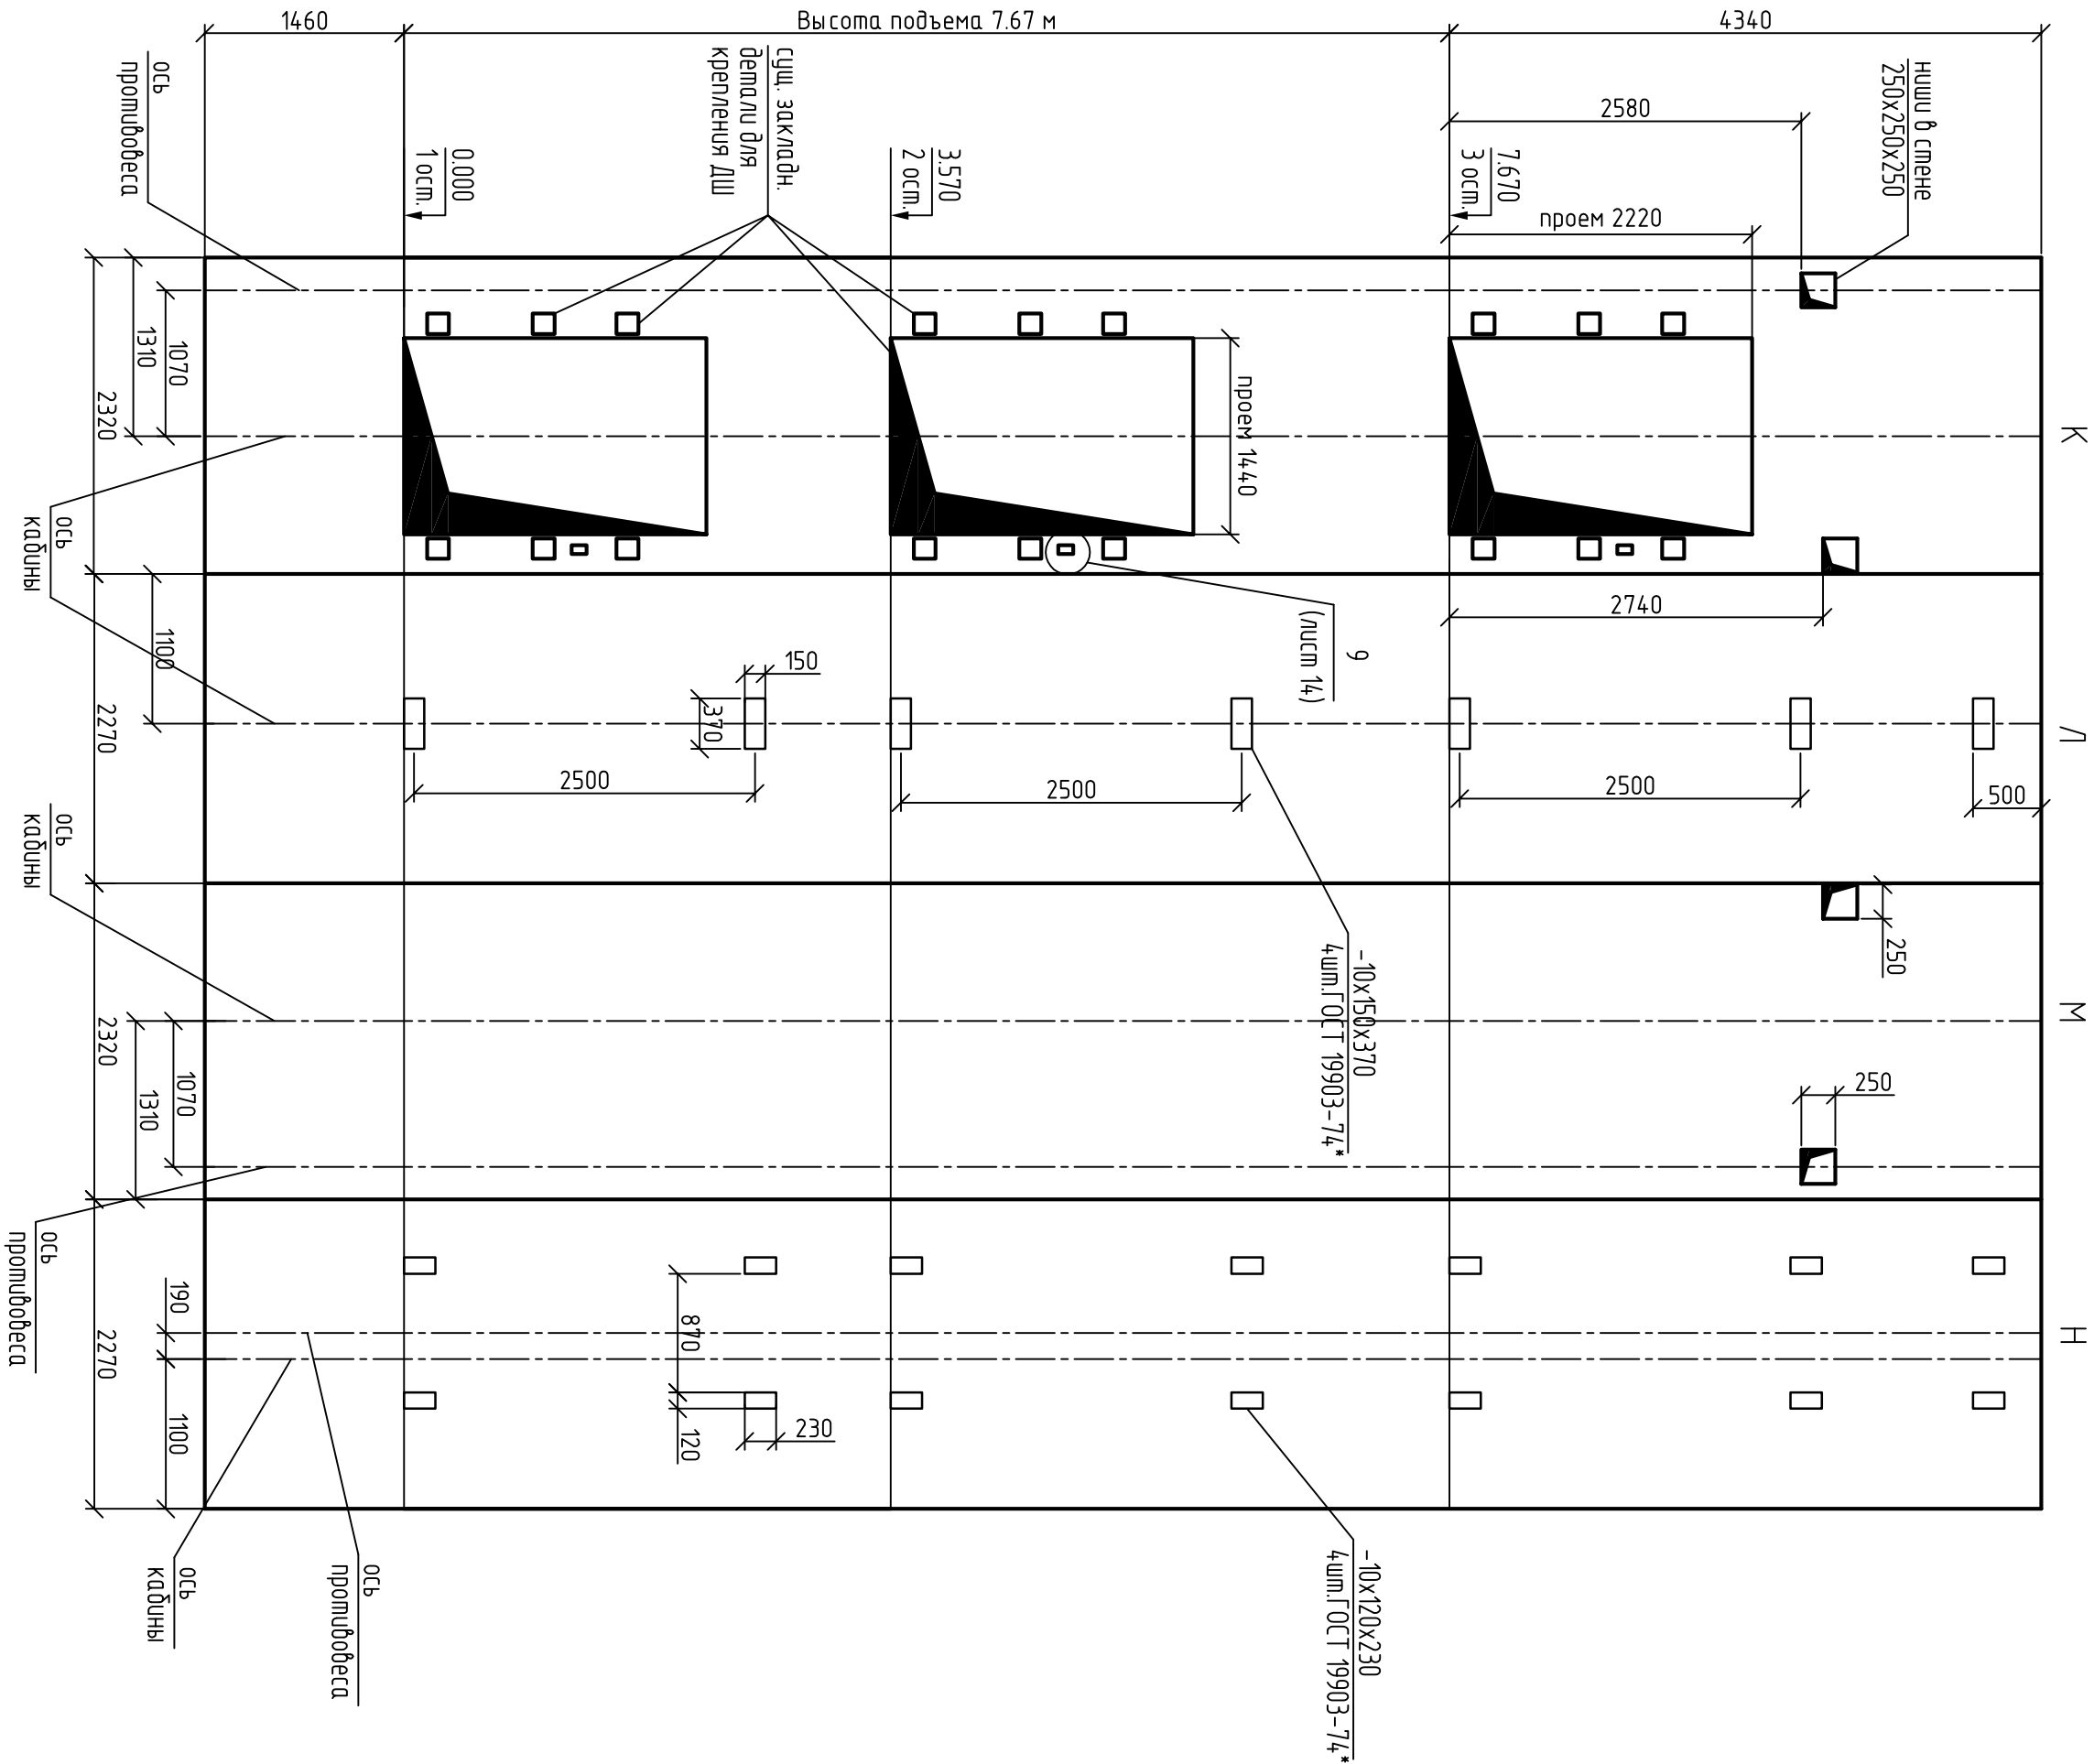 1460
Высота подъема 7.67 м
4340
ось
противовеса
сущ. закладн.
детали для
крепления ДШ
ниши в стене
250х250х250
2580
0.000
1 ост.
3.570
2 ост.
7.670
3 ост.
проем 2220
1310
1070
2320
проем 1440
К
ось
кабины
2740
9
(лист 14)
1100
2270
150
370
2500
2500
2500
500
Л
ось
кабины
-10х150х370
4шт.ГОСТ 19903-74*
250
2320
1070
1310
М
250
ось
противовеса
190
2270
1100
870
120
230
Н
ось
кабины
ось
противовеса
-10х120х230
4шт.ГОСТ 19903-74*